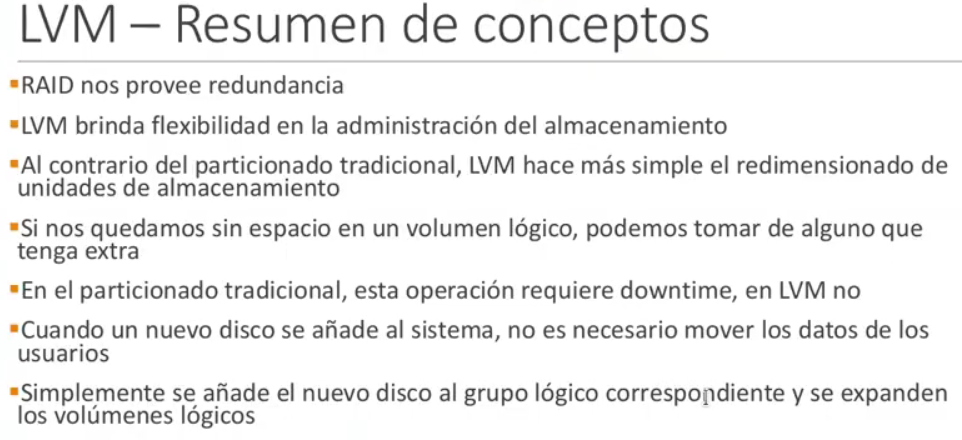 LVM – Resumen de conceptos
▪RAID nos provee redundancia
▪LVM brinda flexibilidad en la administración del almacenamiento
▪Al contrario del particionado tradicional, LVM hace más simple el redimensionado de
unidades de almacenamiento
▪Si nos quedamos sin espacio en un volumen lógico, podemos tomar de alguno que
tenga extra
▪En el particionado tradicional, esta operación requiere downtime, en LVM no
▪Cuando un nuevo disco se añade al sistema, no es necesario mover los datos de los
usuarios
▪Simplemente se añade el nuevo disco al grupo lógico correspondiente y se expanden
los volúmenes lógicos